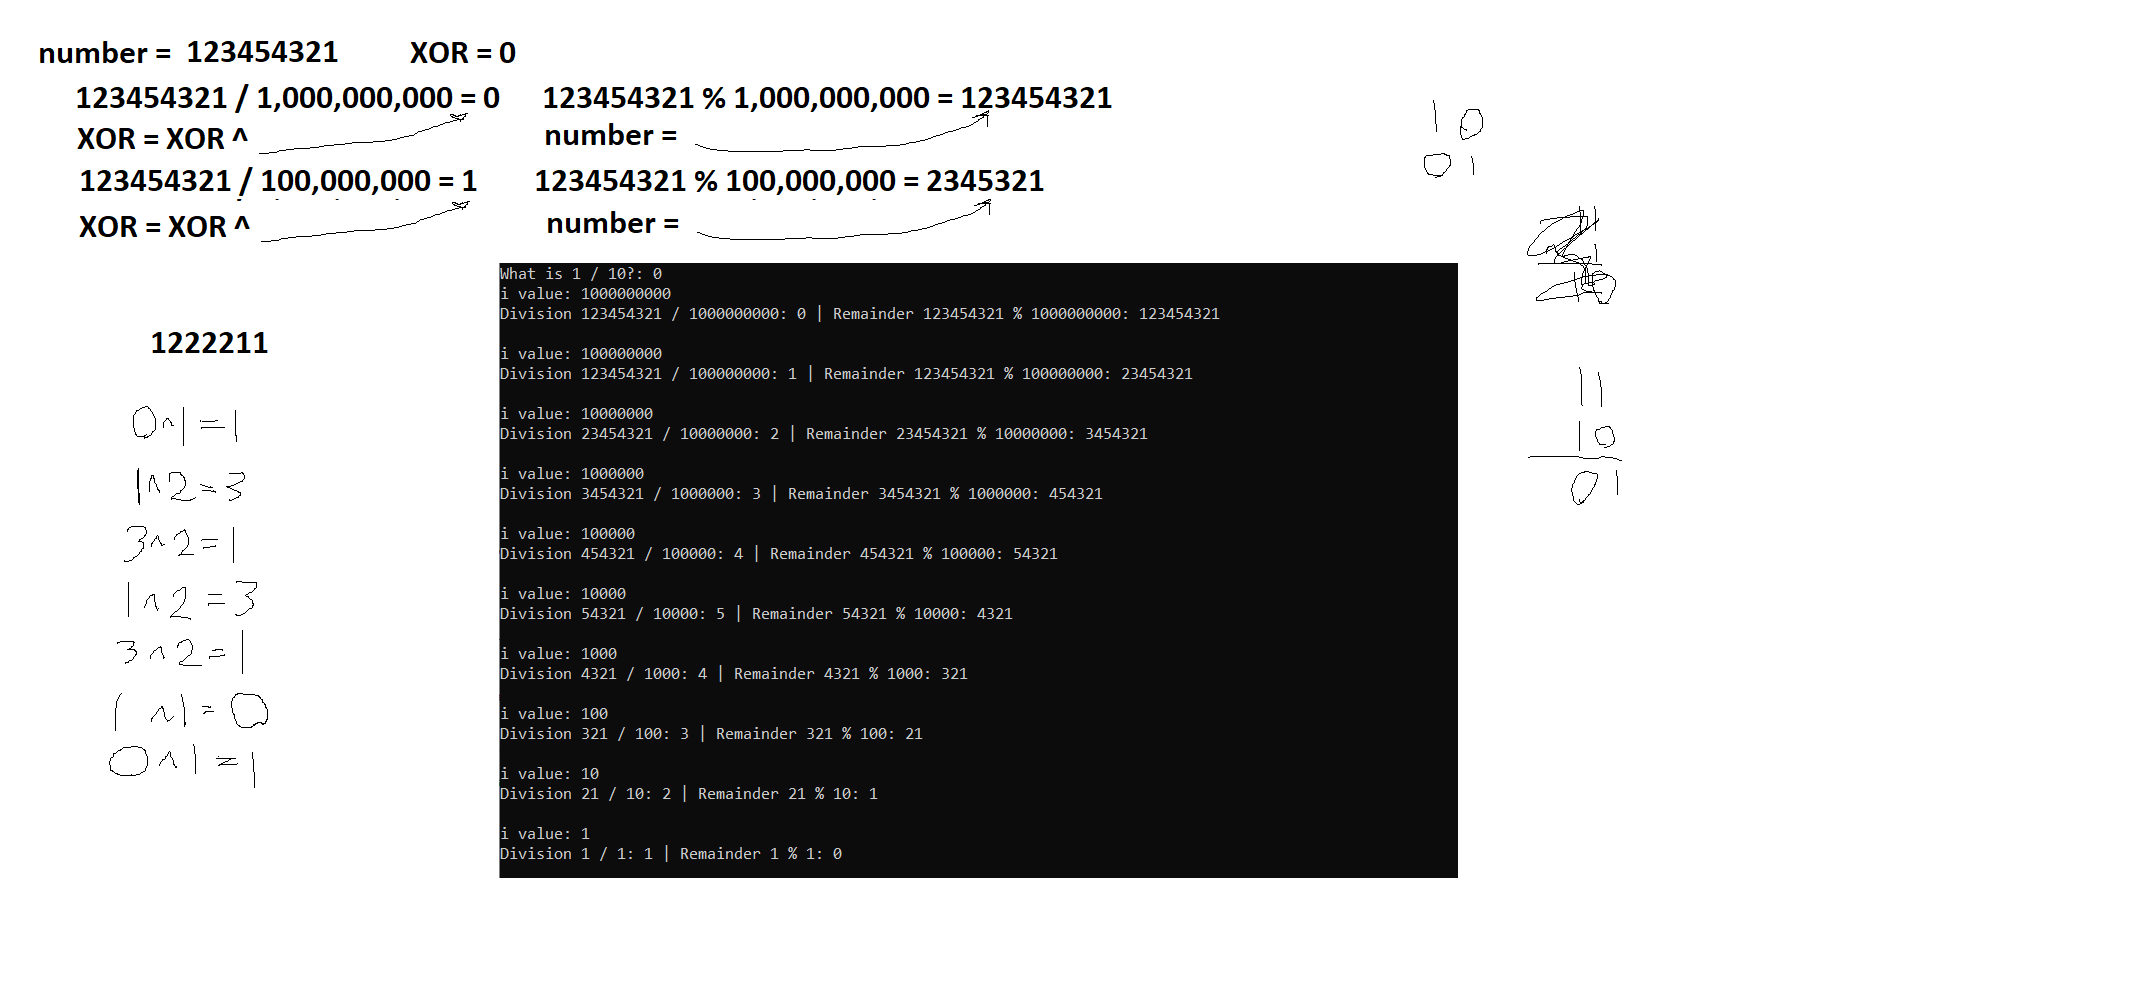 number = 123454321 XOR = 0
123454321 / 1,000,000,000 = 0 123454321 % 1,000,000,000 = 123454321
XOR = XOR ^ number =
123454321 / 100,000,000 = 1 123454321 % 100,000,000 = 2345321
XOR = XOR ^ number =
1222211
0^1=1
1^2=3
3^2=1
1^2=3
3^2=1
1^1=0
0^1=1
What is 1 / 10?: 0
i value: 1000000000
Division 123454321 / 1000000000: 0 | Remainder 123454321 % 1000000000: 123454321
i value: 100000000
Division 123454321 / 100000000: 1 | Remainder 123454321 % 100000000: 23454321
i value: 10000000
Division 23454321 / 10000000: 2 | Remainder 23454321 % 10000000: 3454321
i value: 1000000
Division 3454321 / 1000000: 3 | Remainder 3454321 % 1000000: 454321
i value: 100000
Division 454321 / 100000: 4 | Remainder 454321 % 100000: 54321
i value: 10000
Division 54321 / 10000: 5 | Remainder 54321 % 10000: 4321
i value: 1000
Division 4321 / 1000: 4 | Remainder 4321 % 1000: 321
i value: 100
Division 321 / 100: 3 | Remainder 321 % 100: 21
i value: 10
Division 21 / 10: 2 | Remainder 21 % 10: 1
i value: 1
Division 1 / 1: 1 | Remainder 1 % 1: 0
10
01
11
10
01